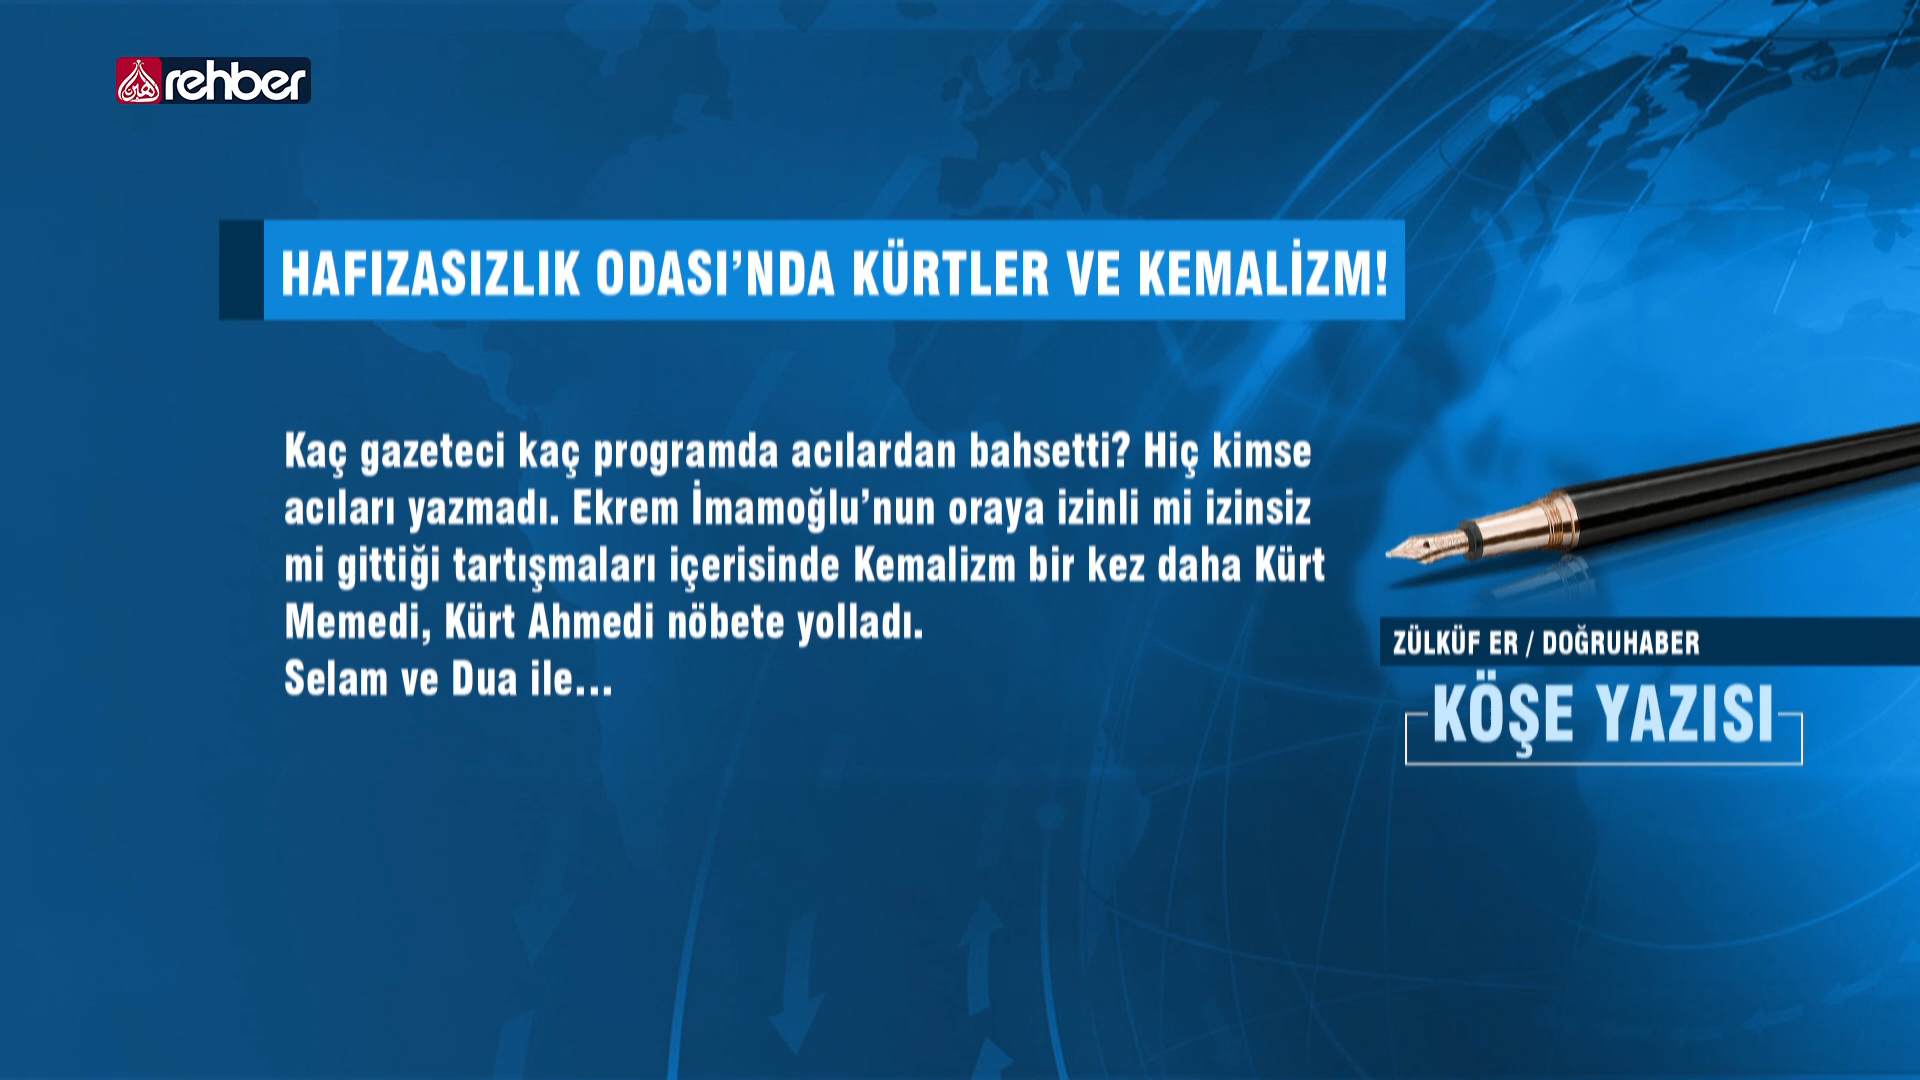 rehber
HAFIZASIZLIK ODASI’NDA KÜRTLER VE KEMALİZM!
Kaç gazeteci kaç programda acılardan bahsetti? Hiç kimse
acıları yazmadı. Ekrem İmamoğlu’nun oraya izinli mi izinsiz
mi gittiği tartışmaları içerisinde Kemalizm bir kez daha Kürt
Memedi, Kürt Ahmedi nöbete yolladı.
Selam ve Dua ile...
ZÜLKÜF ER / DOĞRUHABER
KÖŞE YAZISI